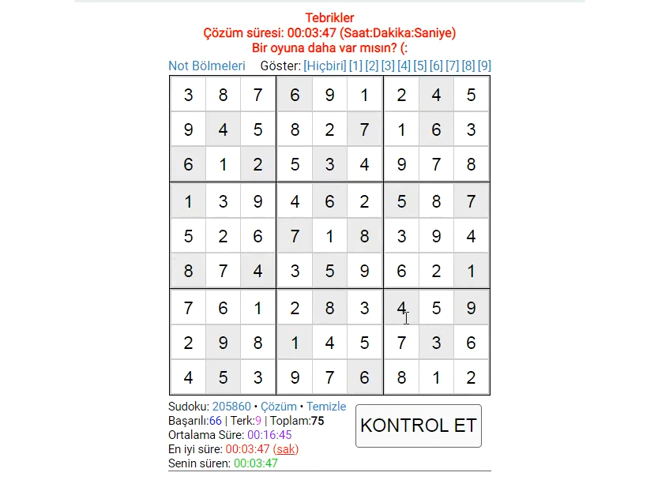 Tebrikler
Çözüm süresi: 00:03:47 (Saat:Dakika:Saniye)
Bir oyuna daha var mısın? (:
Not Bölmeleri Göster: [Hiçbiri] [1] [2] [3] [4] [5] [6] [7] [8] [9]
3 8 7 6 9 1 2 4 5
9 4 5 8 2 7 1 6 3
6 1 2 5 3 4 9 7 8
1 3 9 4 6 2 5 8 7
5 2 6 7 1 8 3 9 4
8 7 4 3 5 9 6 2 1
7 6 1 2 8 3 4 5 9
2 9 8 1 4 5 7 3 6
4 5 3 9 7 6 8 1 2
Sudoku: 205860 • Çözüm • Temizle
Başarılı:66 | Terk:9 | Toplam:75
Ortalama Süre: 00:16:45
En iyi süre: 00:03:47 (sak)
Senin süren: 00:03:47
KONTROL ET